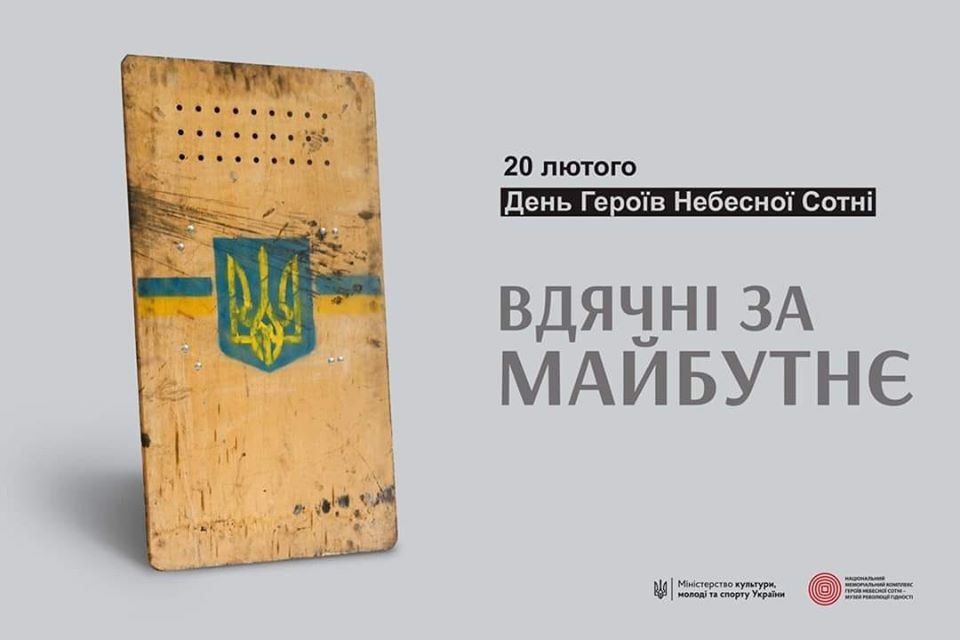 20 лютого
День Героїв Небесної Сотні
ВДЯЧНІ ЗА
МАЙБУТНЄ
Міністерство культури,
молоді та спорту України
НАЦІОНАЛЬНИЙ
МЕМОРІАЛЬНИЙ КОМПЛЕКС
ГЕРОЇВ НЕБЕСНОЇ СОТНІ –
МУЗЕЙ РЕВОЛЮЦІЇ ГІДНОСТІ